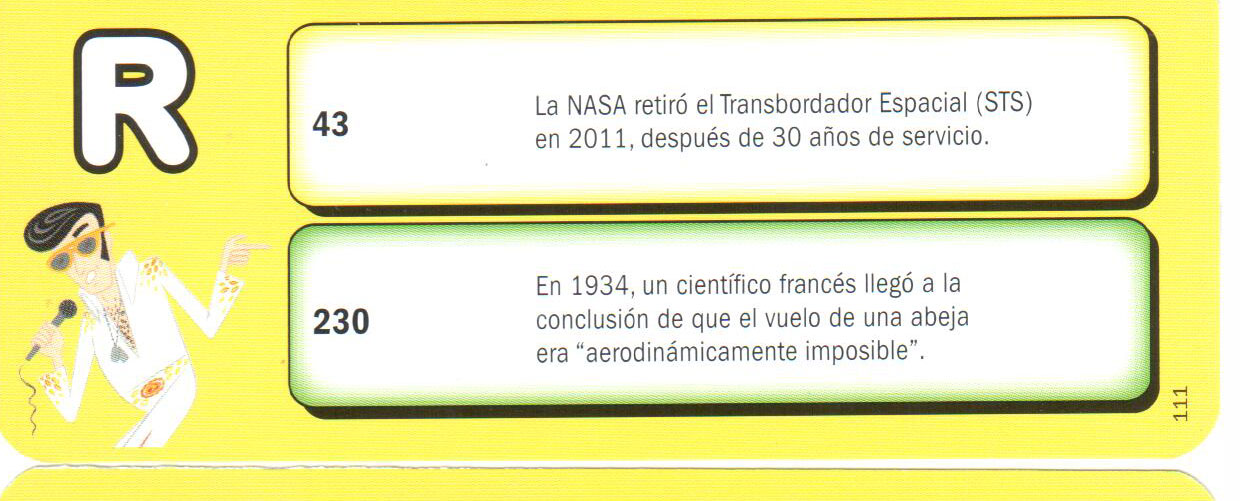 R
43
La NASA retiró el Transbordador Espacial (STS)
en 2011, después de 30 años de servicio.
230
En 1934, un científico francés llegó a la
conclusión de que el vuelo de una abeja
era “aerodinámicamente imposible”.
111